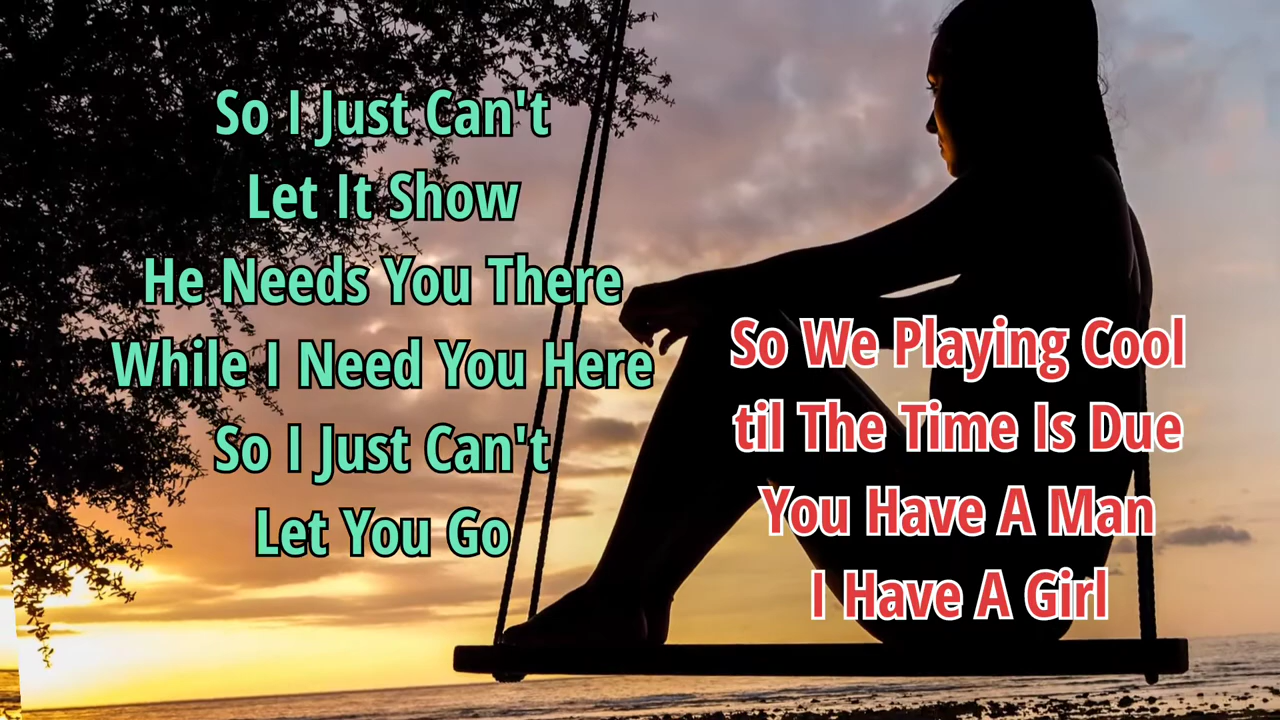 So I Just Can't
Let It Show
He Needs You There
While I Need You Here
So I Just Can't
Let You Go
So We Playing Cool
til The Time Is Due
You Have A Man
I Have A Girl